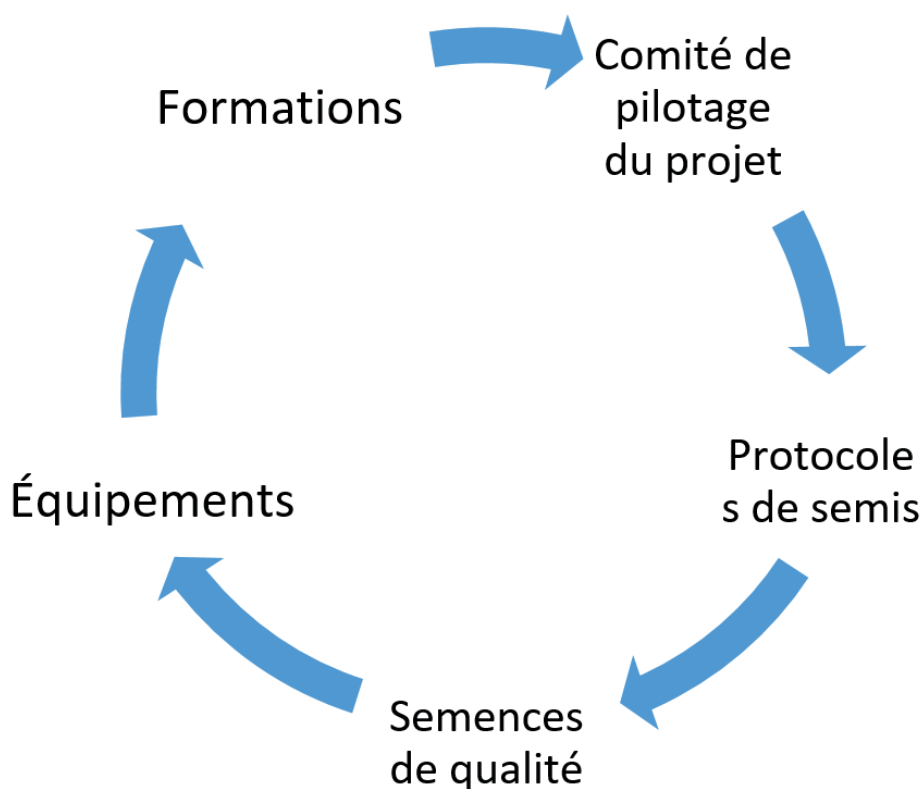 Formations
Comité de
pilotage
du projet
Protocole
s de semis
Semences
de qualité
Équipements